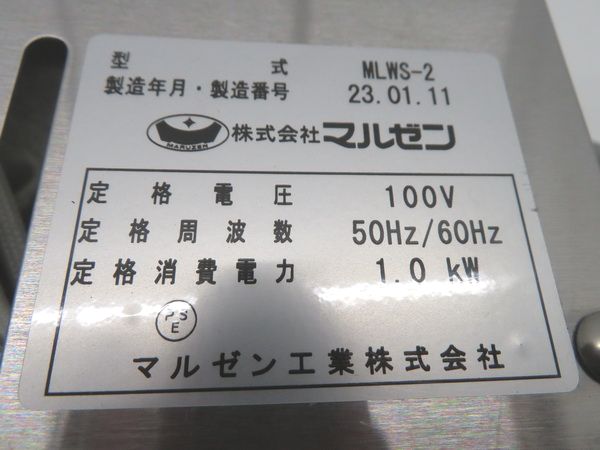 型式 MLWS-2
製造年月・製造番号 23.01.11
MARUZEN 株式会社マルゼン
定格電圧 100V
定格周波数 50Hz/60Hz
定格消費電力 1.0 kW
PSE
マルゼン工業株式会社